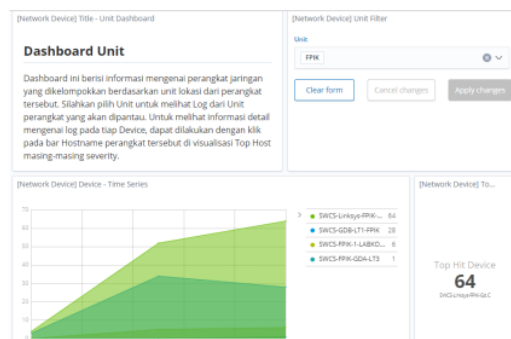 [Network Device] Title - Unit Dashboard
Dashboard Unit
Dashboard ini berisi informasi mengenai perangkat jaringan
yang dikelompokkan berdasarkan unit lokasi dari perangkat
tersebut. Silahkan pilih Unit untuk melihat Log dari Unit
perangkat yang akan dipantau. Untuk melihat informasi detail
mengenai log pada tiap Device, dapat dilakukan dengan klik
pada bar Hostname perangkat tersebut di visualisasi Top Host
masing-masing severity.
[Network Device] Unit Filter
Unit
FPIK
Clear form
Cancel changes
Apply changes
[Network Device] Device - Time Series
70
60
50
40
30
20
10
SWCS-Linksys-FPIK-... 64
SWCS-GDB-LT1-FPIK 28
SWCS-FPIK-1-LABKO... 6
SWCS-FPIK-GDA-LT3 1
[Network Device] To...
Top Hit Device
64